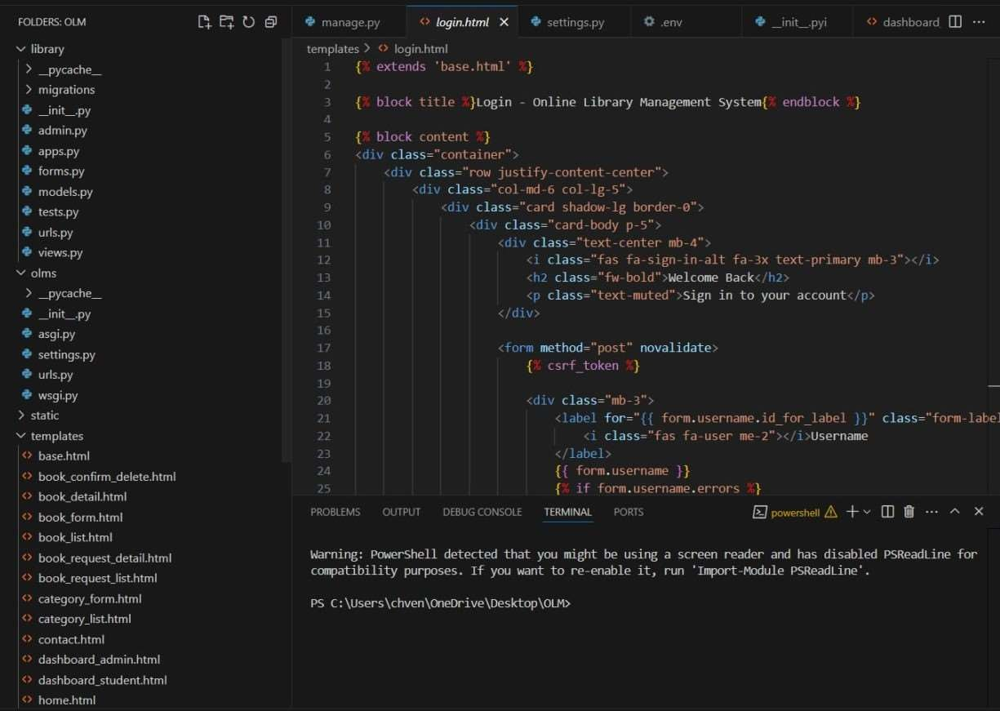 FOLDERS: OLM
library
__pycache__
migrations
__init__.py
admin.py
apps.py
forms.py
models.py
tests.py
urls.py
views.py
olms
__pycache__
__init__.py
asgi.py
settings.py
urls.py
wsgi.py
static
templates
base.html
book_confirm_delete.html
book_detail.html
book_form.html
book_list.html
book_request_detail.html
book_request_list.html
category_form.html
category_list.html
contact.html
dashboard_admin.html
dashboard_student.html
home.html
manage.py login.html settings.py .env __init__.pyi dashboard
templates > login.html
1 {% extends 'base.html' %}
2
3 {% block title %}Login - Online Library Management System{% endblock %}
4
5 {% block content %}
6 <div class="container">
7 <div class="row justify-content-center">
8 <div class="col-md-6 col-lg-5">
9 <div class="card shadow-lg border-0">
10 <div class="card-body p-5">
11 <div class="text-center mb-4">
12 <i class="fas fa-sign-in-alt fa-3x text-primary mb-3"></i>
13 <h2 class="fw-bold">Welcome Back</h2>
14 <p class="text-muted">Sign in to your account</p>
15 </div>
16
17 <form method="post" novalidate>
18 {% csrf_token %}
19
20 <div class="mb-3">
21 <label for="{{ form.username.id_for_label }}" class="form-label
22 <i class="fas fa-user me-2"></i>Username
23 </label>
24 {{ form.username }}
25 {% if form.username.errors %}
PROBLEMS OUTPUT DEBUG CONSOLE TERMINAL PORTS powershell
Warning: PowerShell detected that you might be using a screen reader and has disabled PSReadLine for
compatibility purposes. If you want to re-enable it, run 'Import-Module PSReadLine'.
PS C:\Users\chven\OneDrive\Desktop\OLM>